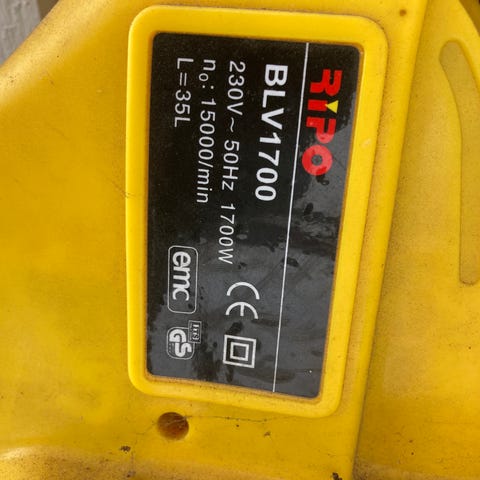 RIPO
BLV1700
230V~ 50Hz 1700W
n₀: 15000/min
L=35L
CE
emc
GS